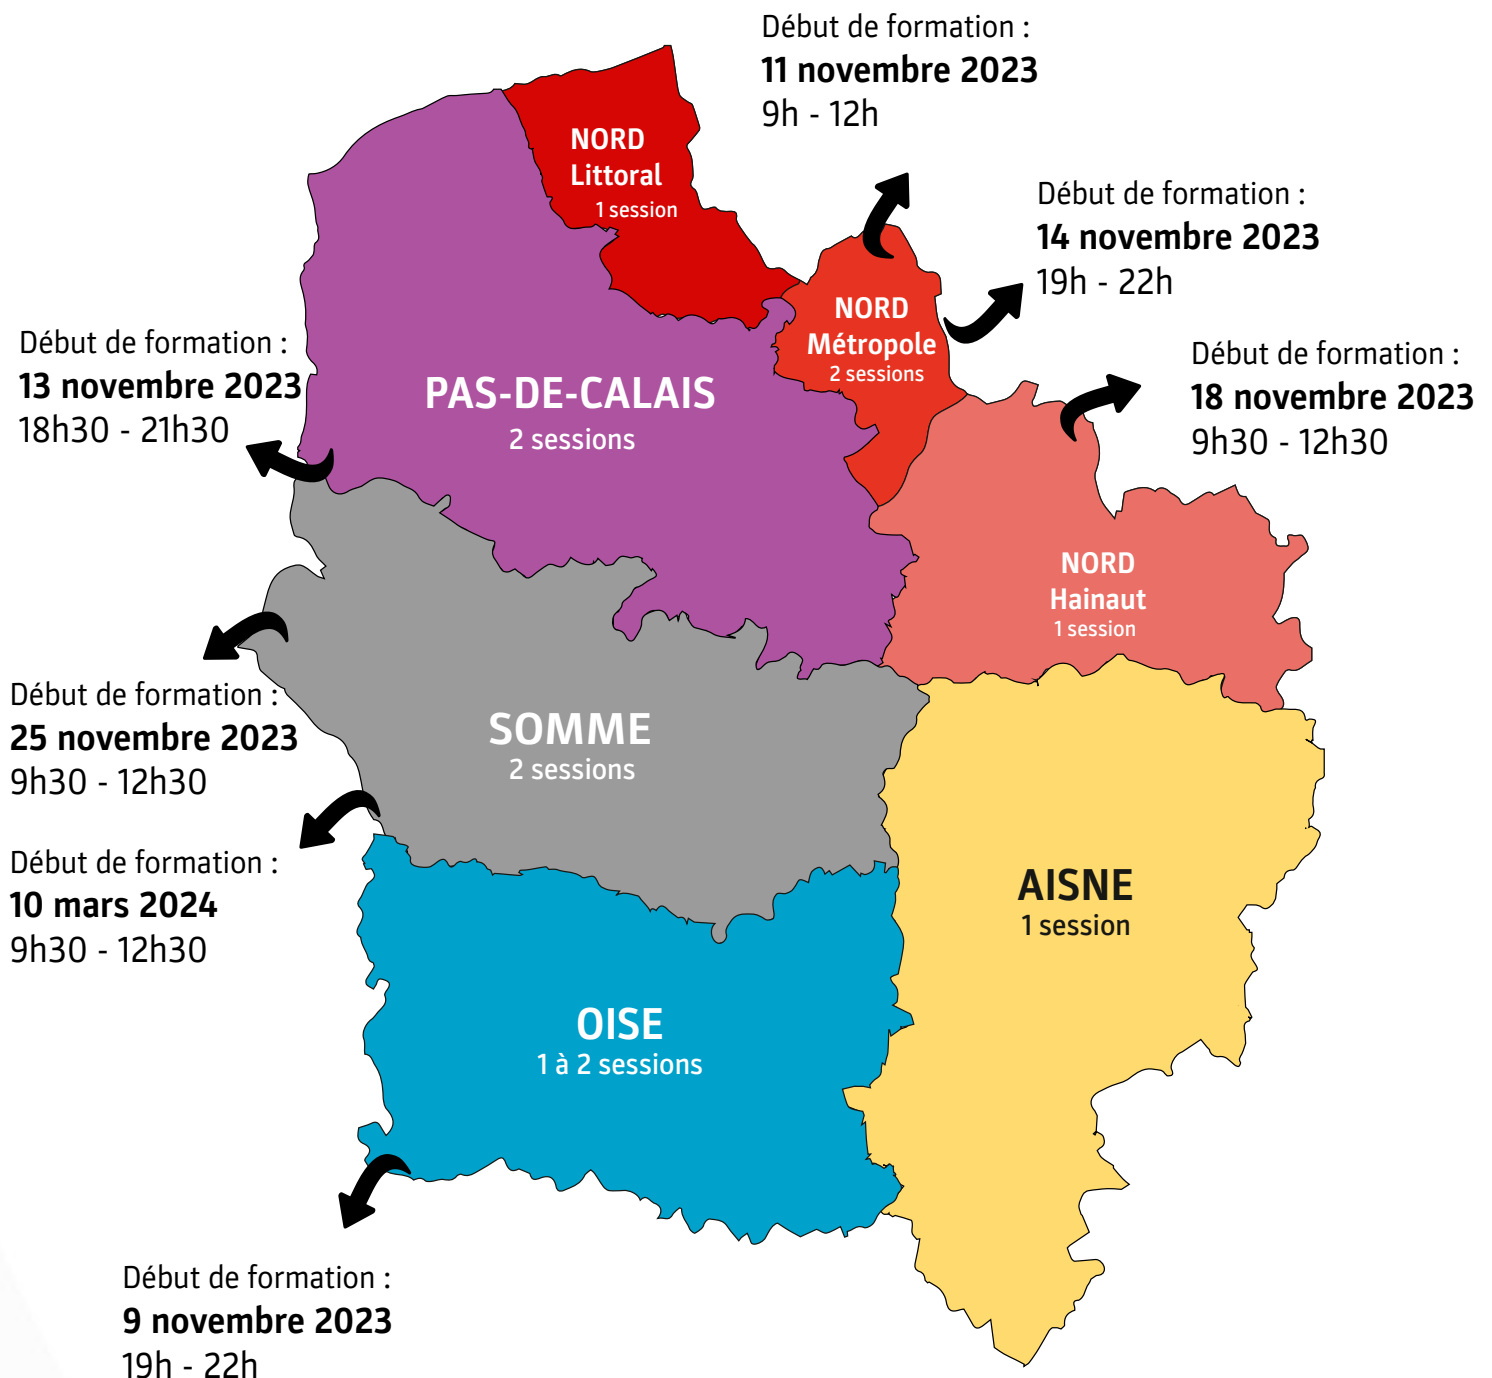 Début de formation :
11 novembre 2023
9h - 12h
NORD
Littoral
1 session
Début de formation :
14 novembre 2023
19h - 22h
NORD
Métropole
2 sessions
Début de formation :
13 novembre 2023
18h30 - 21h30
Début de formation :
18 novembre 2023
9h30 - 12h30
PAS-DE-CALAIS
2 sessions
NORD
Hainaut
1 session
Début de formation :
25 novembre 2023
9h30 - 12h30
SOMME
2 sessions
Début de formation :
10 mars 2024
9h30 - 12h30
AISNE
1 session
OISE
1 à 2 sessions
Début de formation :
9 novembre 2023
19h - 22h